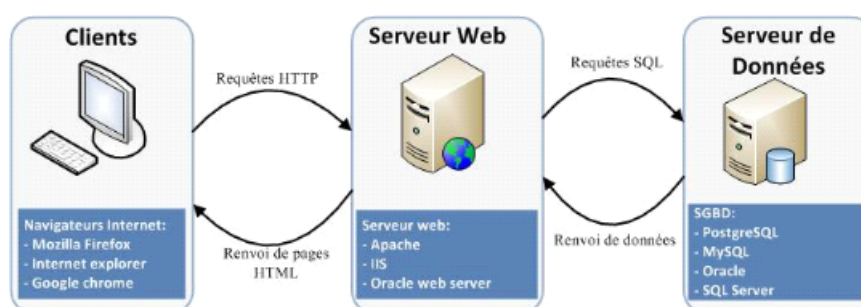 Clients
Navigateurs Internet:
- Mozilla Firefox
- Internet explorer
- Google chrome
Requêtes HTTP
Renvoi de pages
HTML
Serveur Web
Serveur web:
- Apache
- IIS
- Oracle web server
Requêtes SQL
Renvoi de données
Serveur de
Données
SGBD:
- PostgreSQL
- MySQL
- Oracle
- SQL Server